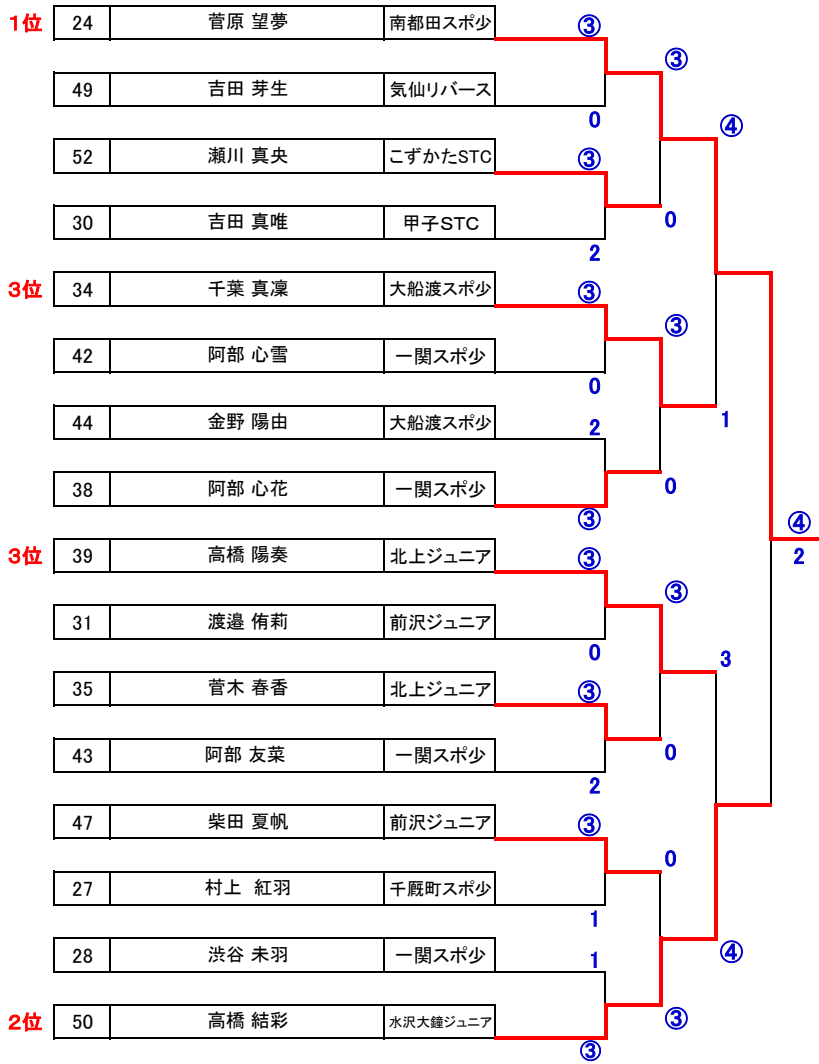 1位 24 菅原 望夢 南都田スポ少 ③
③
49 吉田 芽生 気仙リバース
0
④
52 瀬川 真央 こずかたSTC ③
30 吉田 真唯 甲子STC 0
2
3位 34 千葉 真凜 大船渡スポ少 ③
③
42 阿部 心雪 一関スポ少
0
44 金野 陽由 大船渡スポ少 2 1
38 阿部 心花 一関スポ少 0
③
④
3位 39 高橋 陽奏 北上ジュニア ③ 2
③
31 渡邉 侑莉 前沢ジュニア
0 3
35 菅木 春香 北上ジュニア ③
43 阿部 友菜 一関スポ少 0
2
47 柴田 夏帆 前沢ジュニア ③
0
27 村上 紅羽 千厩町スポ少
1
28 渋谷 未羽 一関スポ少 1 ④
2位 50 高橋 結彩 水沢大鐘ジュニア ③
③